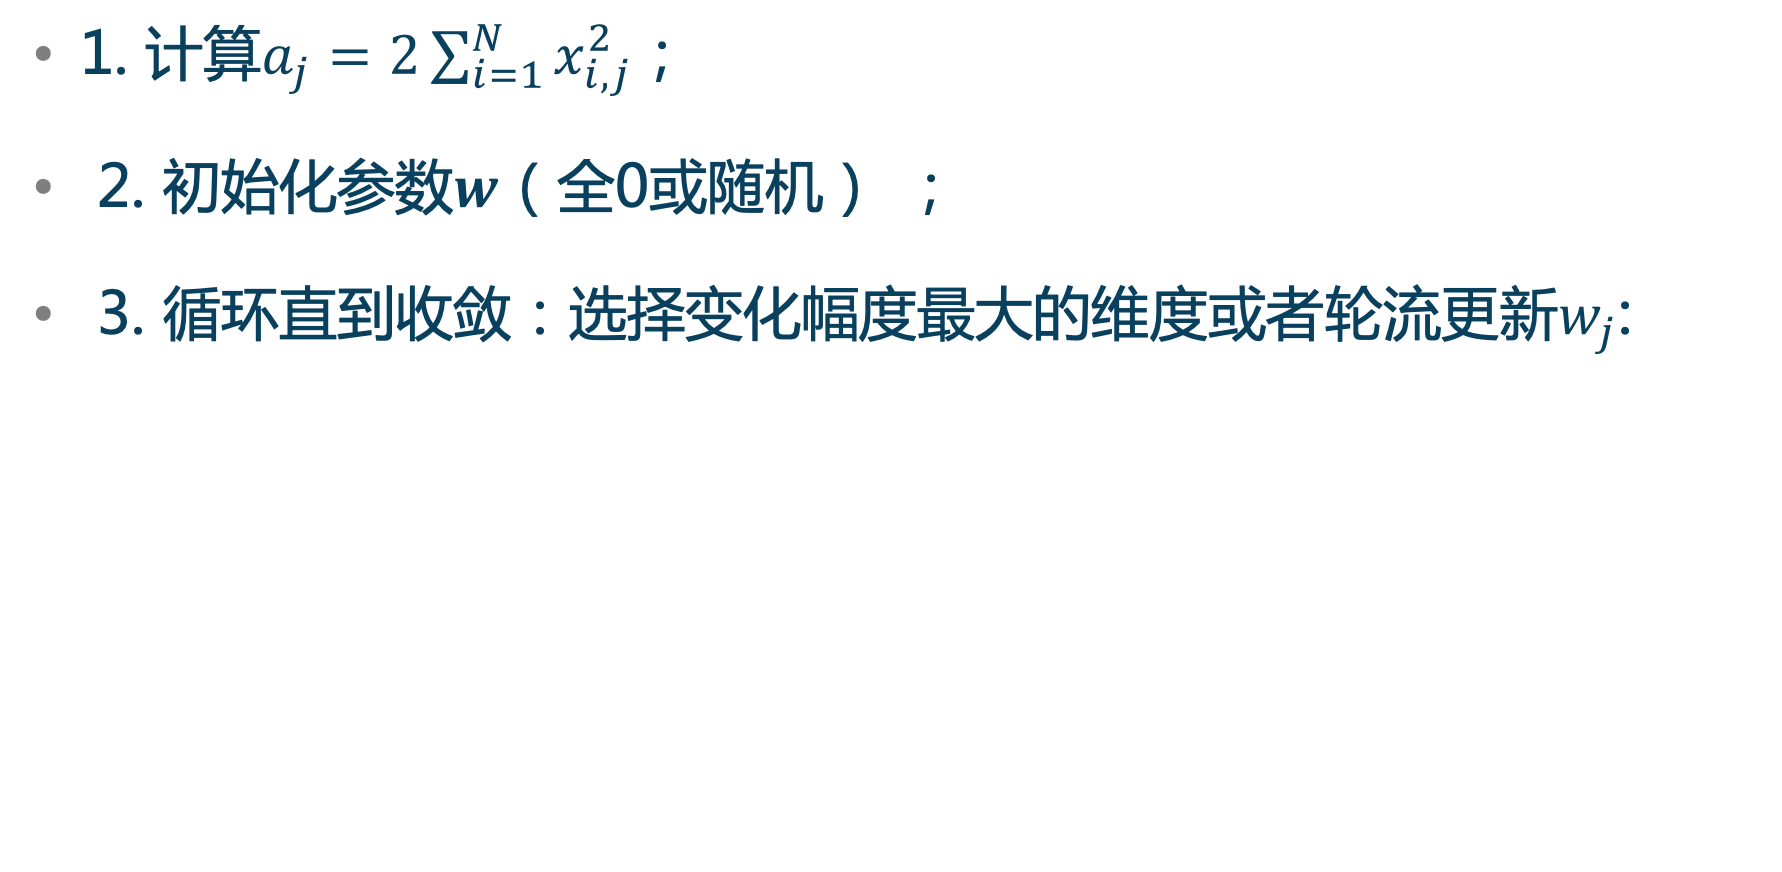 • 1. 计算a_j = 2∑_{i=1}^{N} x_{i,j}^{2} ；
• 2. 初始化参数w（全0或随机） ；
• 3. 循环直到收敛：选择变化幅度最大的维度或者轮流更新w_j: